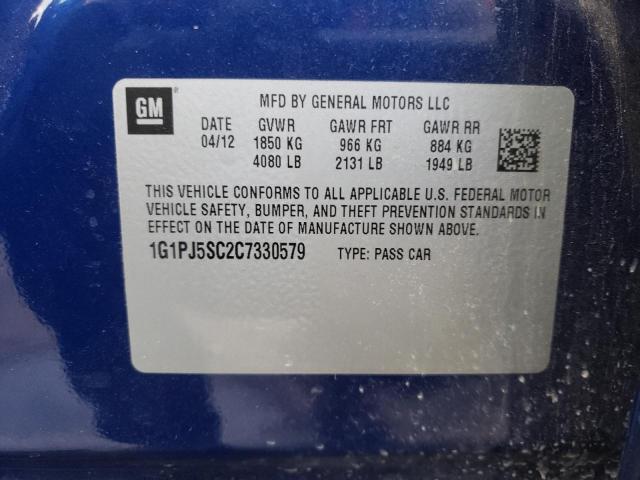 GM
MFD BY GENERAL MOTORS LLC
DATE GVWR GAWR FRT GAWR RR
04/12 1850 KG 966 KG 884 KG
4080 LB 2131 LB 1949 LB
THIS VEHICLE CONFORMS TO ALL APPLICABLE U.S. FEDERAL MOTOR
VEHICLE SAFETY, BUMPER, AND THEFT PREVENTION STANDARDS IN
EFFECT ON THE DATE OF MANUFACTURE SHOWN ABOVE.
1G1PJ5SC2C7330579 TYPE: PASS CAR